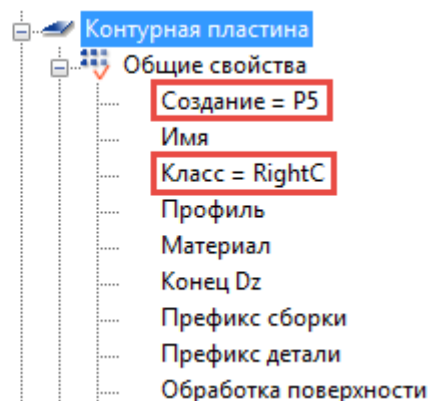 Контурная пластина
Общие свойства
Создание = P5
Имя
Класс = RightC
Профиль
Материал
Конец Dz
Префикс сборки
Префикс детали
Обработка поверхности